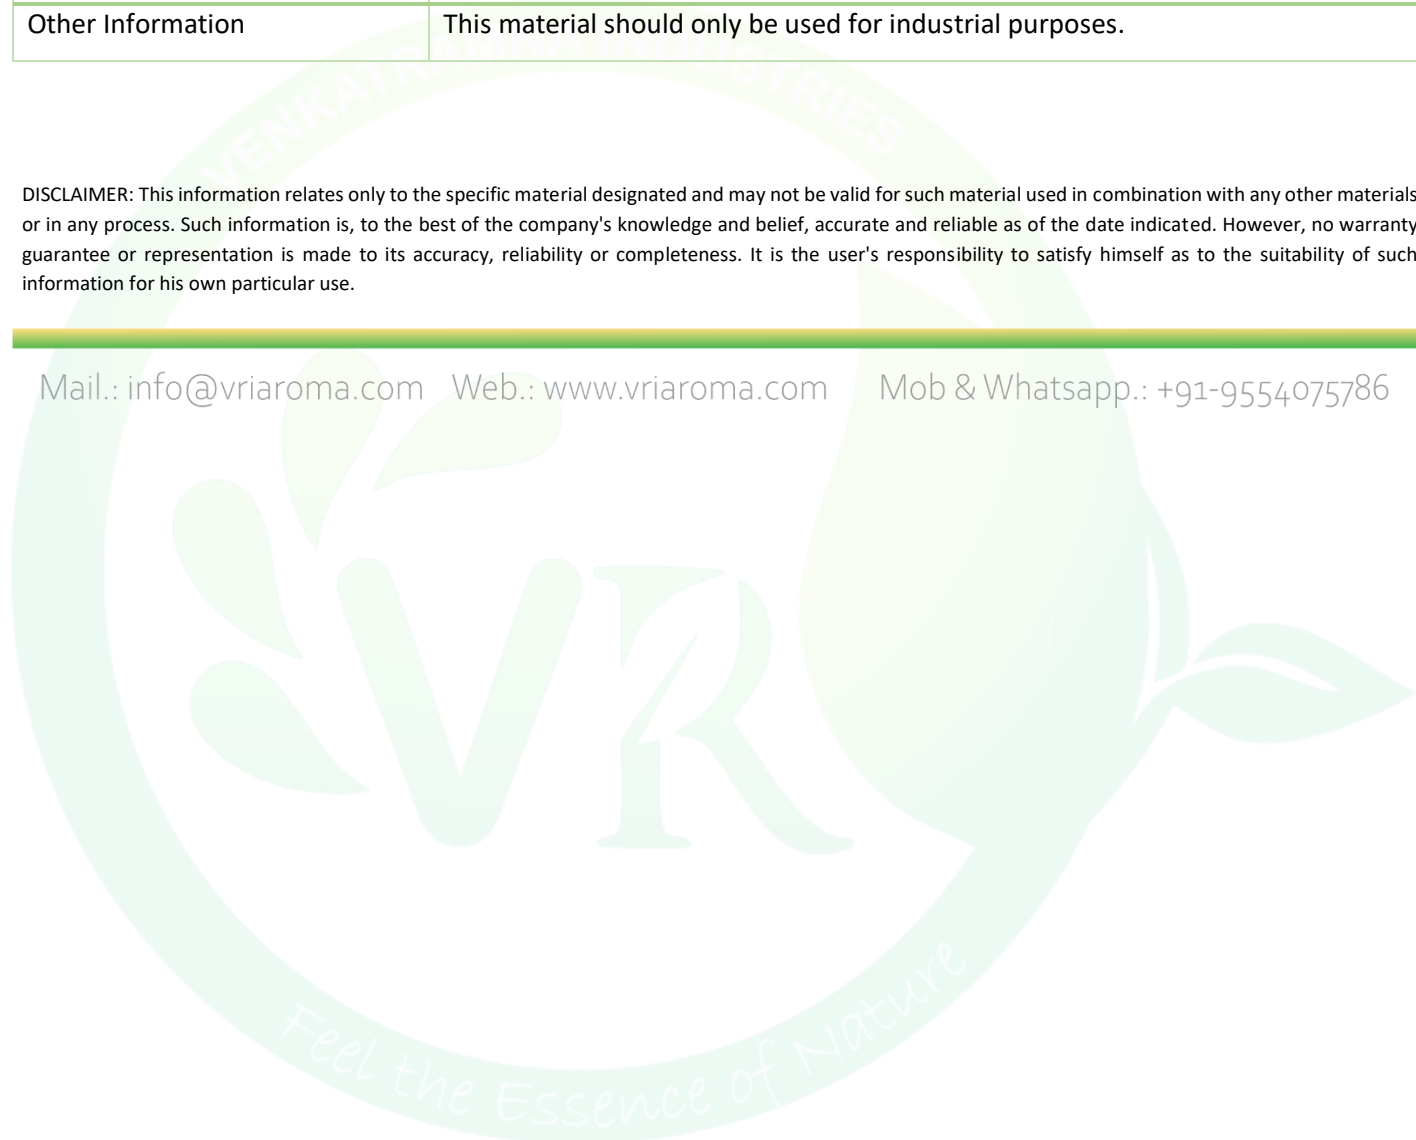 Other Information This material should only be used for industrial purposes.
VENKATRAMNA INDUSTRIES
DISCLAIMER: This information relates only to the specific material designated and may not be valid for such material used in combination with any other materials
or in any process. Such information is, to the best of the company's knowledge and belief, accurate and reliable as of the date indicated. However, no warranty
guarantee or representation is made to its accuracy, reliability or completeness. It is the user's responsibility to satisfy himself as to the suitability of such
information for his own particular use.
Mail.: info@vriaroma.com Web.: www.vriaroma.com Mob & Whatsapp.: +91-9554075786
VR
Feel the Essence of Nature